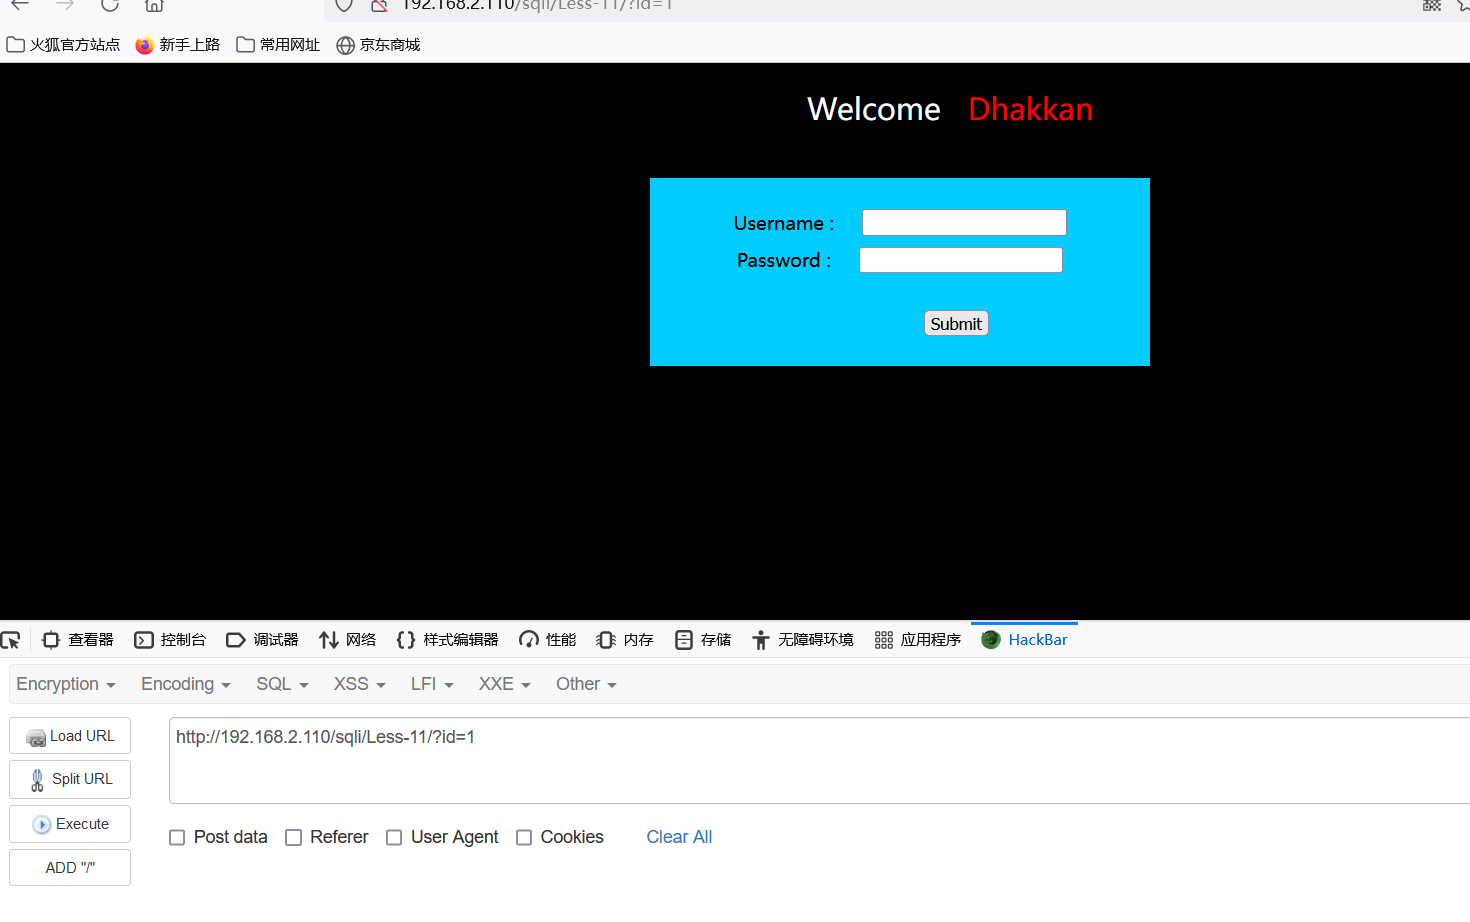 192.168.2.110/sqli/Less-11/?id=1
火狐官方站点 新手上路 常用网址 京东商城
Welcome Dhakkan
Username :
Password :
Submit
查看器 控制台 调试器 网络 样式编辑器 性能 内存 存储 无障碍环境 应用程序 HackBar
Encryption Encoding SQL XSS LFI XXE Other
Load URL http://192.168.2.110/sqli/Less-11/?id=1
Split URL
Execute Post data Referer User Agent Cookies Clear All
ADD "/"